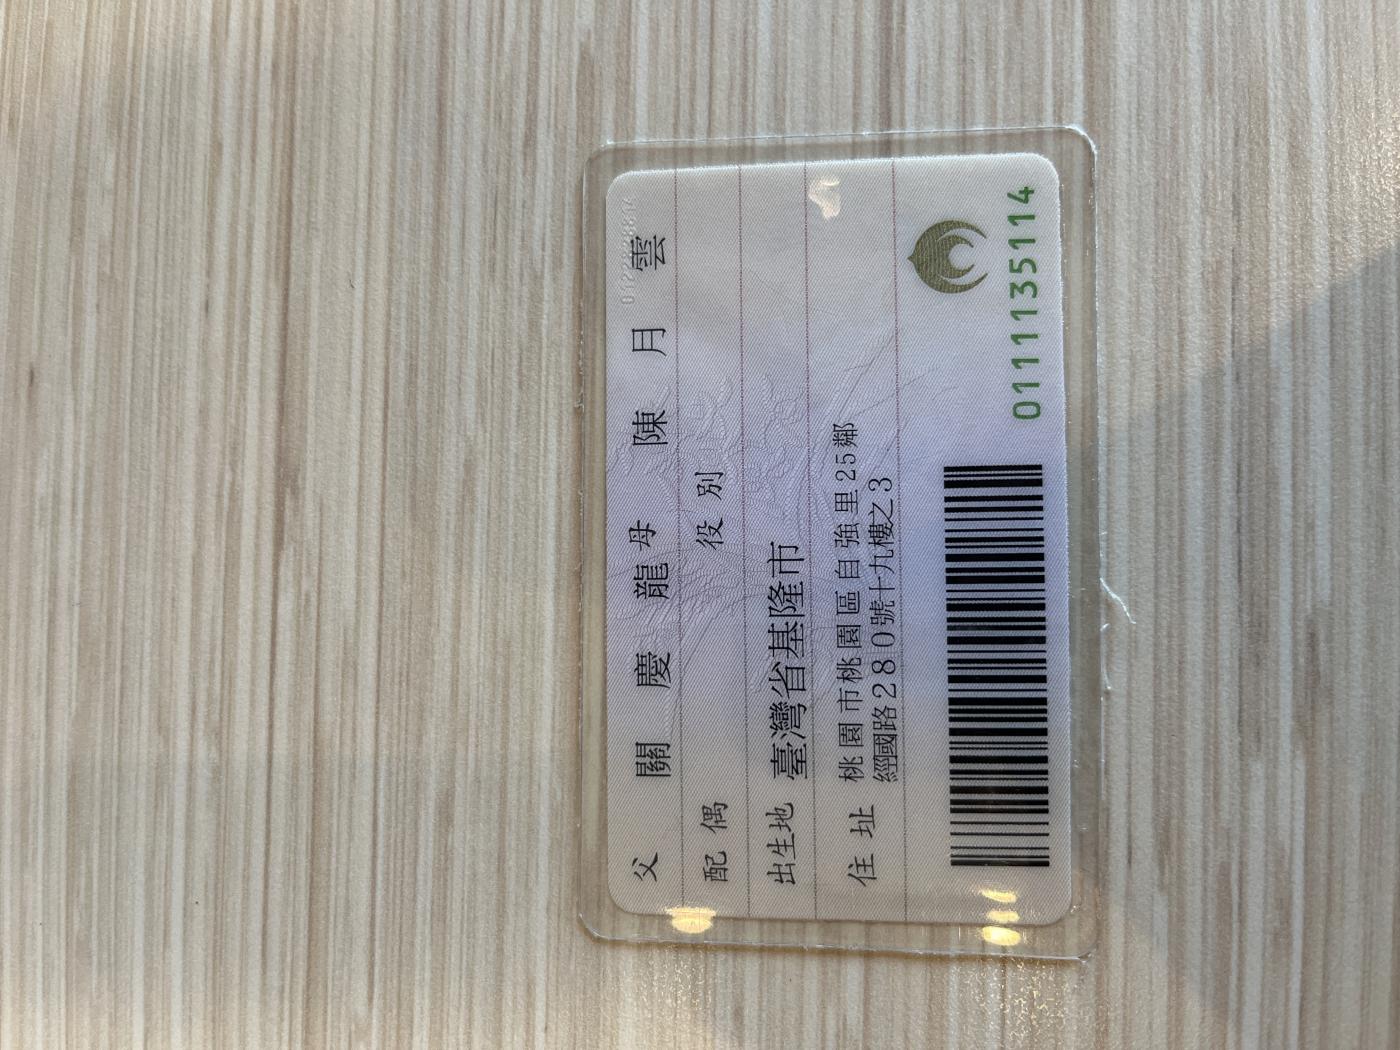 父 關慶龍 母 陳月雲
配偶 役別
出生地 臺灣省基隆市
住址 桃園市桃園區自強里25鄰
經國路280號十九樓之3
0111135114